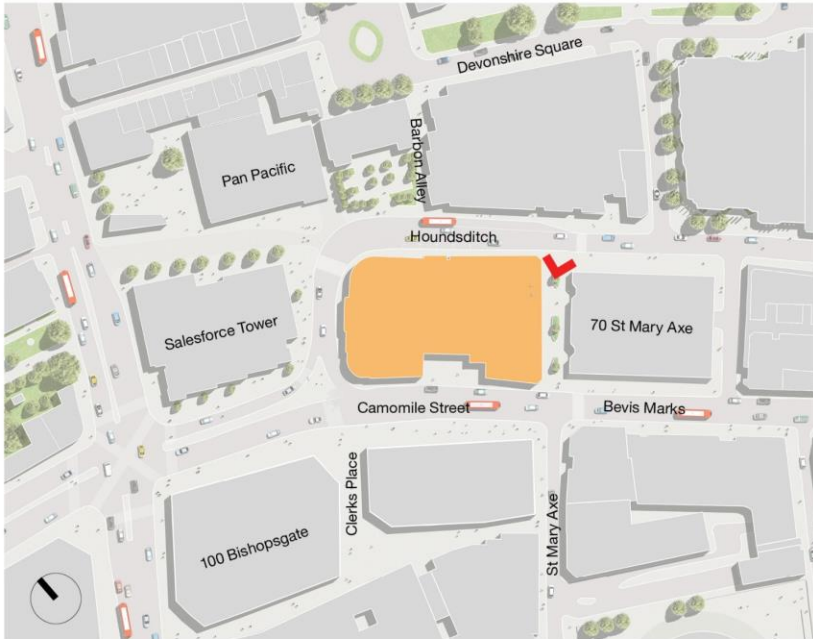 Devonshire Square
Barbon Alley
Pan Pacific
Houndsditch
Salesforce Tower
70 St Mary Axe
Camomile Street
Bevis Marks
Clerks Place
St Mary Axe
100 Bishopsgate